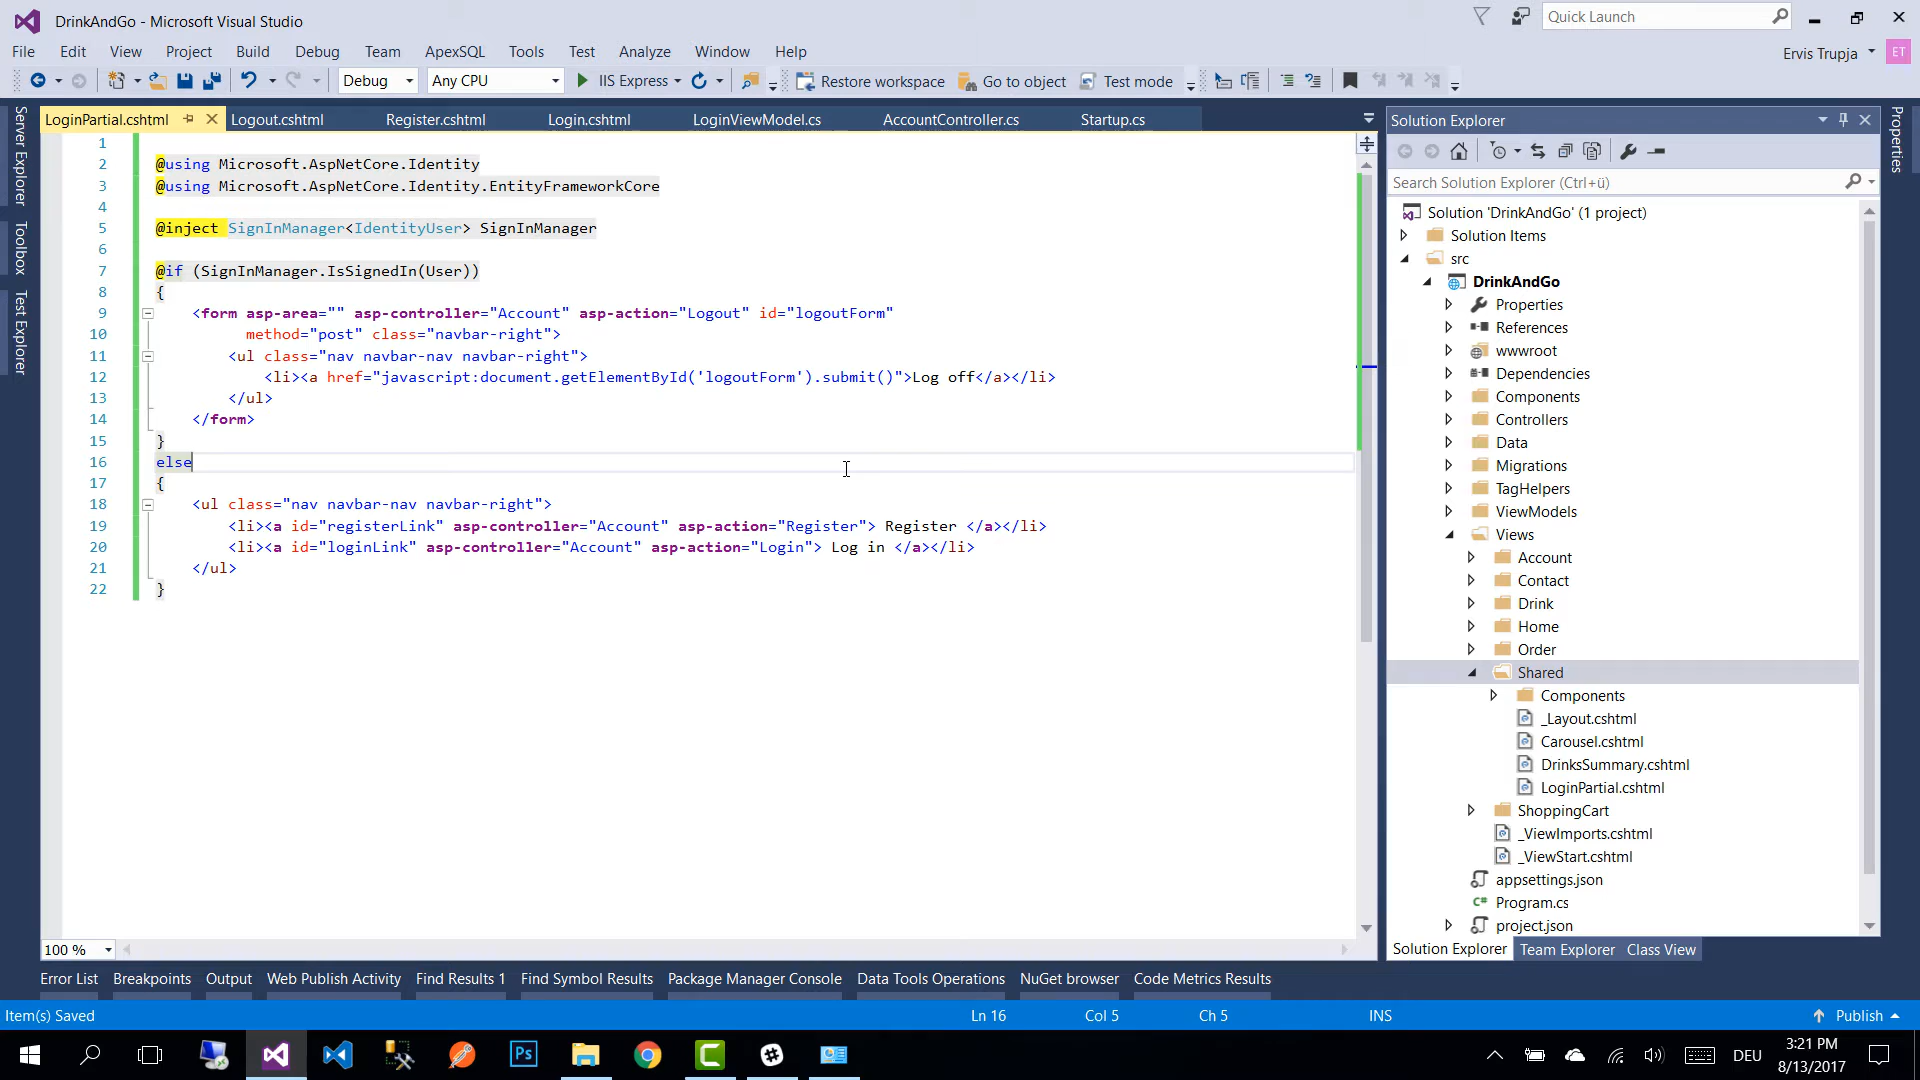 DrinkAndGo - Microsoft Visual Studio
Quick Launch
File Edit View Project Build Debug Team ApexSQL Tools Test Analyze Window Help
Ervis Trupja
ET
Debug Any CPU IIS Express Restore workspace Go to object Test mode
Server Explorer
Toolbox
Test Explorer
LoginPartial.cshtml Logout.cshtml Register.cshtml Login.cshtml LoginViewModel.cs AccountController.cs Startup.cs
1
2 @using Microsoft.AspNetCore.Identity
3 @using Microsoft.AspNetCore.Identity.EntityFrameworkCore
4
5 @inject SignInManager<IdentityUser> SignInManager
6
7 @if (SignInManager.IsSignedIn(User))
8 {
9 <form asp-area="" asp-controller="Account" asp-action="Logout" id="logoutForm"
10 method="post" class="navbar-right">
11 <ul class="nav navbar-nav navbar-right">
12 <li><a href="javascript:document.getElementById('logoutForm').submit()">Log off</a></li>
13 </ul>
14 </form>
15 }
16 else
17 {
18 <ul class="nav navbar-nav navbar-right">
19 <li><a id="registerLink" asp-controller="Account" asp-action="Register"> Register </a></li>
20 <li><a id="loginLink" asp-controller="Account" asp-action="Login"> Log in </a></li>
21 </ul>
22 }
100 %
Solution Explorer
Search Solution Explorer (Ctrl+ü)
Solution 'DrinkAndGo' (1 project)
Solution Items
src
DrinkAndGo
Properties
References
wwwroot
Dependencies
Components
Controllers
Data
Migrations
TagHelpers
ViewModels
Views
Account
Contact
Drink
Home
Order
Shared
Components
_Layout.cshtml
Carousel.cshtml
DrinksSummary.cshtml
LoginPartial.cshtml
ShoppingCart
_ViewImports.cshtml
_ViewStart.cshtml
appsettings.json
Program.cs
project.json
Solution Explorer Team Explorer Class View
Properties
Error List Breakpoints Output Web Publish Activity Find Results 1 Find Symbol Results Package Manager Console Data Tools Operations NuGet browser Code Metrics Results
Item(s) Saved Ln 16 Col 5 Ch 5 INS Publish
Ps
DEU
3:21 PM
8/13/2017